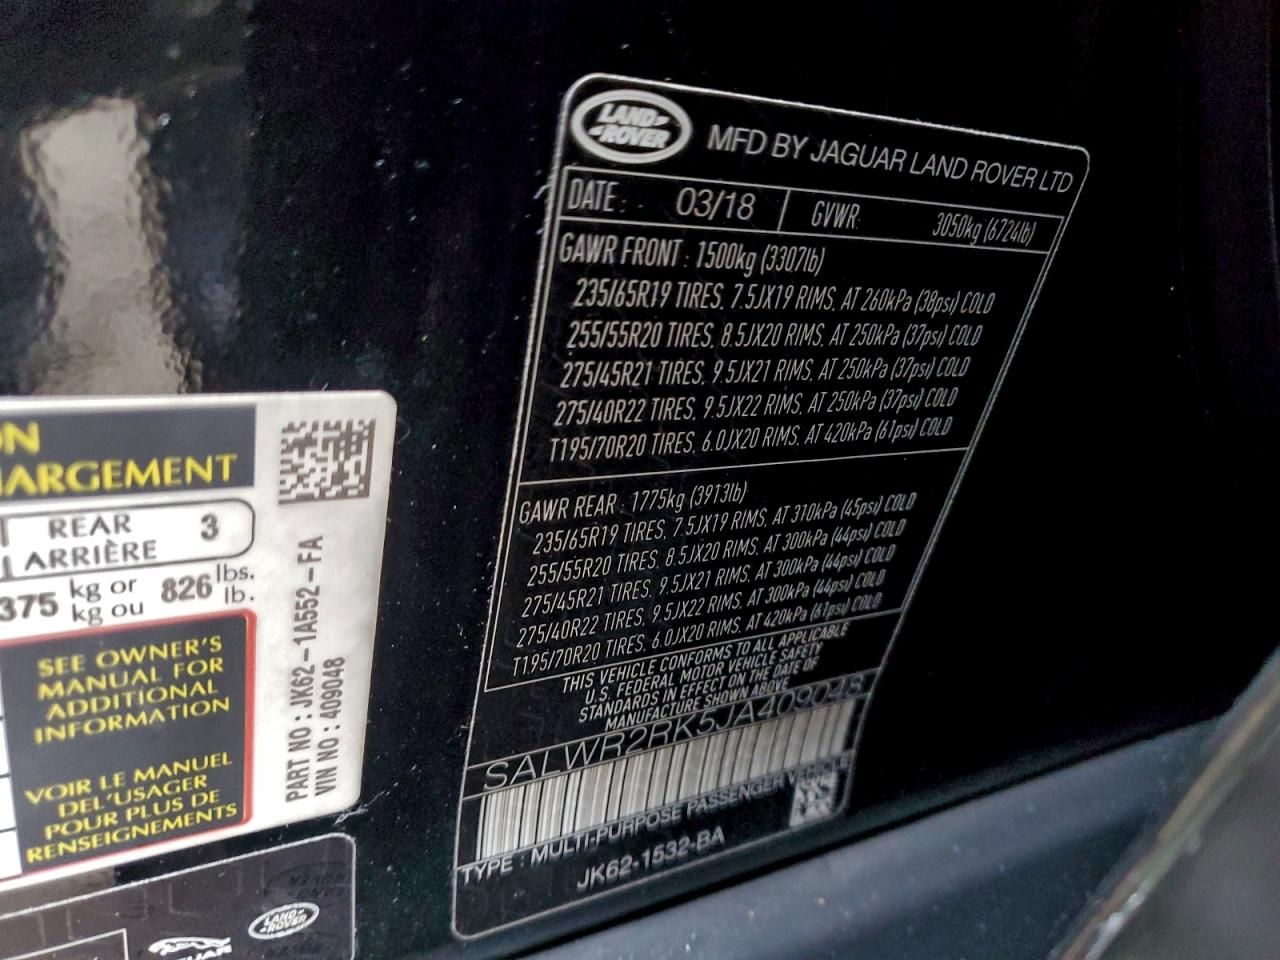 LAND ROVER
MFD BY JAGUAR LAND ROVER LTD
DATE: 03/18 GVWR: 3050kg (6724lb)
GAWR FRONT : 1500kg (3307lb)
235/65R19 TIRES, 7.5JX19 RIMS, AT 260kPa (38psi) COLD
255/55R20 TIRES, 8.5JX20 RIMS, AT 250kPa (37psi) COLD
275/45R21 TIRES, 9.5JX21 RIMS, AT 250kPa (37psi) COLD
275/40R22 TIRES, 9.5JX22 RIMS, AT 250kPa (37psi) COLD
T195/70R20 TIRES, 6.0JX20 RIMS, AT 420kPa (61psi) COLD
GAWR REAR : 1775kg (3913lb)
235/65R19 TIRES, 7.5JX19 RIMS, AT 310kPa (45psi) COLD
255/55R20 TIRES, 8.5JX20 RIMS, AT 300kPa (44psi) COLD
275/45R21 TIRES, 9.5JX21 RIMS, AT 300kPa (44psi) COLD
275/40R22 TIRES, 9.5JX22 RIMS, AT 300kPa (44psi) COLD
T195/70R20 TIRES, 6.0JX20 RIMS, AT 420kPa (61psi) COLD
THIS VEHICLE CONFORMS TO ALL APPLICABLE
U.S. FEDERAL MOTOR VEHICLE SAFETY
STANDARDS IN EFFECT ON THE DATE OF
MANUFACTURE SHOWN ABOVE
SALWR2RK5JA409048
TYPE : MULTI-PURPOSE PASSENGER VEHICLE
JK62-1532-BA
ON
HARGEMENT
REAR 3
ARRIÈRE
375 kg or 826 lbs.
kg ou lb.
SEE OWNER'S
MANUAL FOR
ADDITIONAL
INFORMATION
VOIR LE MANUEL
DEL'USAGER
POUR PLUS DE
RENSEIGNEMENTS
PART NO : JK62-1A552-FA
VIN NO : 409048
LAND ROVER